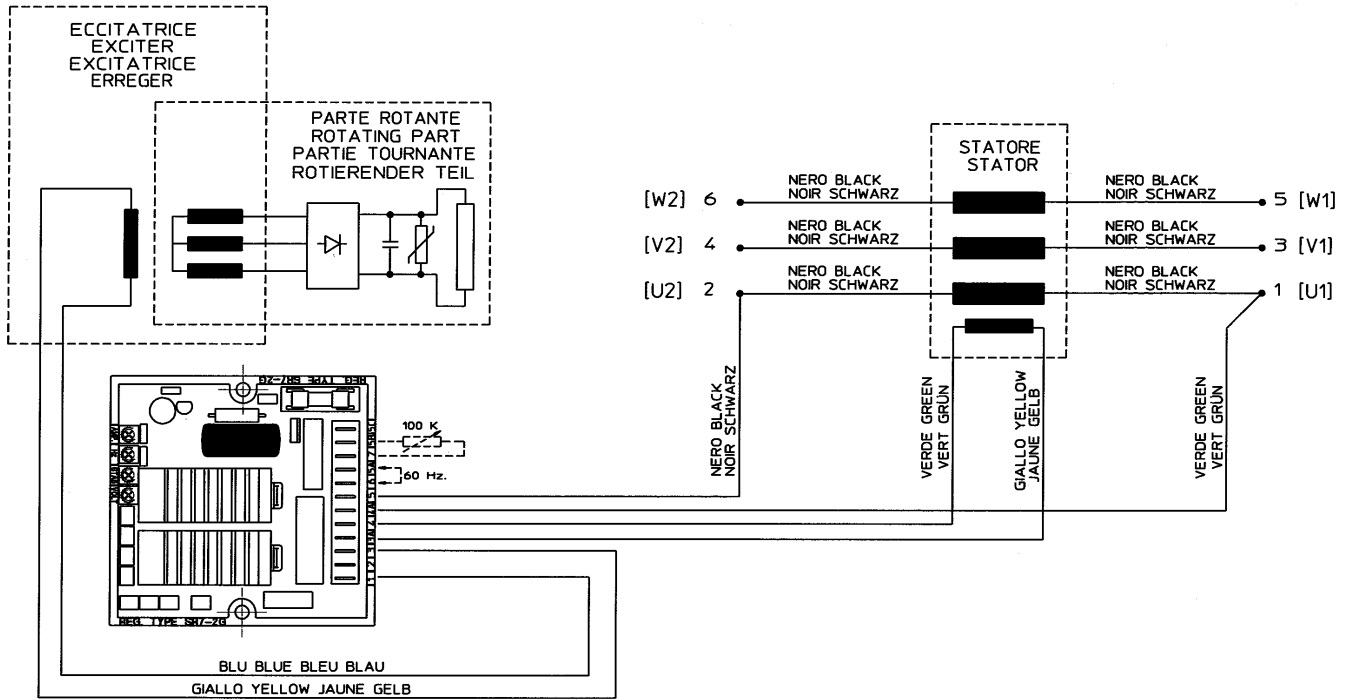 ECCITATRICE
EXCITER
EXCITATRICE
ERREGER
PARTE ROTANTE
ROTATING PART
PARTIE TOURNANTE
ROTIERENDER TEIL
STATORE
STATOR
[W2] 6
NERO BLACK
NOIR SCHWARZ
NERO BLACK
NOIR SCHWARZ
5 [W1]
[V2] 4
NERO BLACK
NOIR SCHWARZ
NERO BLACK
NOIR SCHWARZ
3 [V1]
[U2] 2
NERO BLACK
NOIR SCHWARZ
NERO BLACK
NOIR SCHWARZ
1 [U1]
REG TYPE SR7-2G
100 K
60 Hz.
NERO BLACK
NOIR SCHWARZ
VERDE GREEN
VERT GRÜN
GIALLO YELLOW
JAUNE GELB
VERDE GREEN
VERT GRÜN
REG. TYPE SR7-2G
BLU BLUE BLEU BLAU
GIALLO YELLOW JAUNE GELB